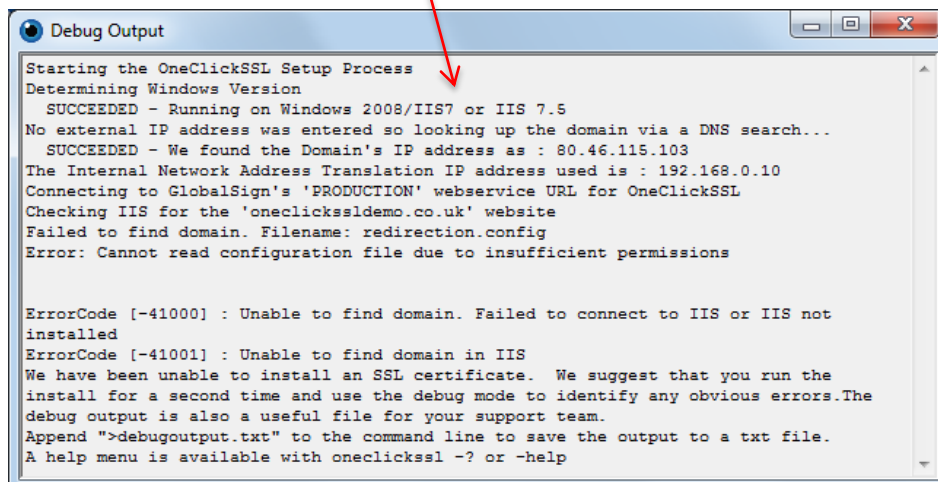 Debug Output
Starting the OneClickSSL Setup Process
Determining Windows Version
SUCCEEDED - Running on Windows 2008/IIS7 or IIS 7.5
No external IP address was entered so looking up the domain via a DNS search...
SUCCEEDED - We found the Domain's IP address as : 80.46.115.103
The Internal Network Address Translation IP address used is : 192.168.0.10
Connecting to GlobalSign's 'PRODUCTION' webservice URL for OneClickSSL
Checking IIS for the 'oneclickssldemo.co.uk' website
Failed to find domain. Filename: redirection.config
Error: Cannot read configuration file due to insufficient permissions
ErrorCode [-41000] : Unable to find domain. Failed to connect to IIS or IIS not
installed
ErrorCode [-41001] : Unable to find domain in IIS
We have been unable to install an SSL certificate.  We suggest that you run the
install for a second time and use the debug mode to identify any obvious errors.The
debug output is also a useful file for your support team.
Append ">debugoutput.txt" to the command line to save the output to a txt file.
A help menu is available with oneclickssl -? or -help